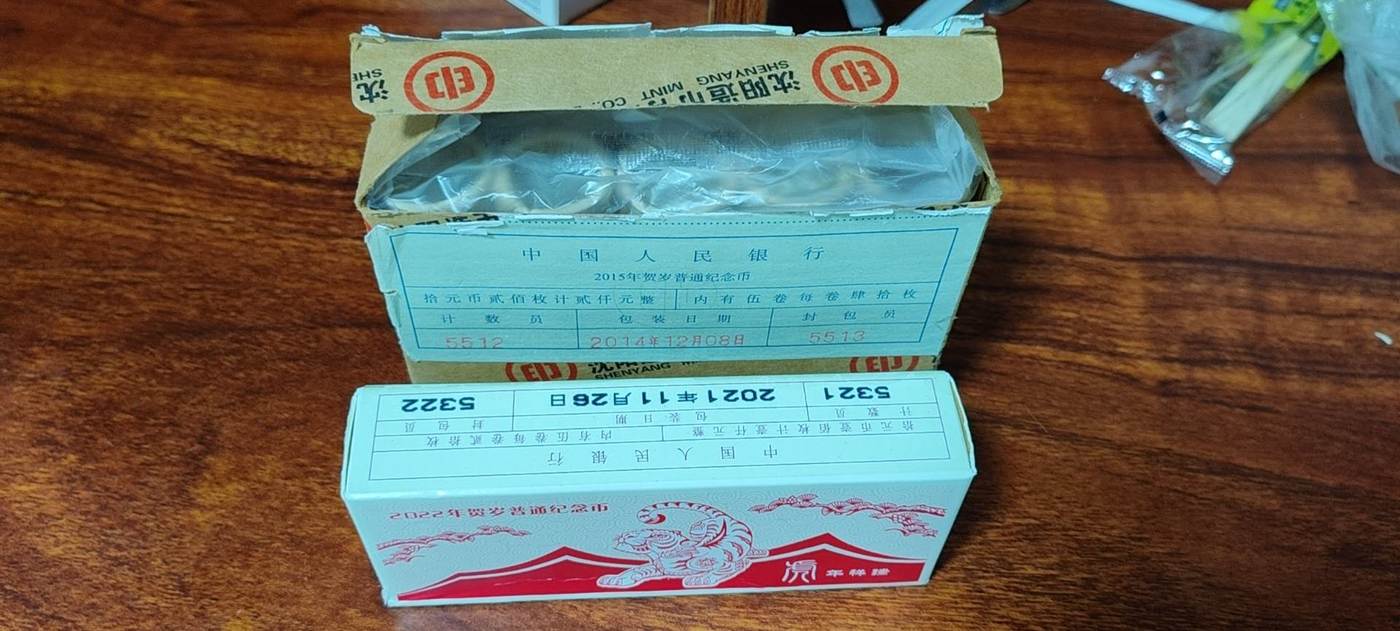 沈阳造币
SHENYANG
MINT
CO.,
沈
SHE
中国人民银行
2015年贺岁普通纪念币
拾元币贰佰枚计贰仟元整 内有伍卷每卷肆拾枚
计数员 包装日期 封包员
5512 2014年12月08日 5513
SHENYANG
中国人民银行
拾元币壹佰枚计壹仟元整 内有伍卷每卷贰拾枚
计数员 包装日期 封包员
5321 2021年11月26日 5322
2022年贺岁普通纪念币
虎年祥瑞